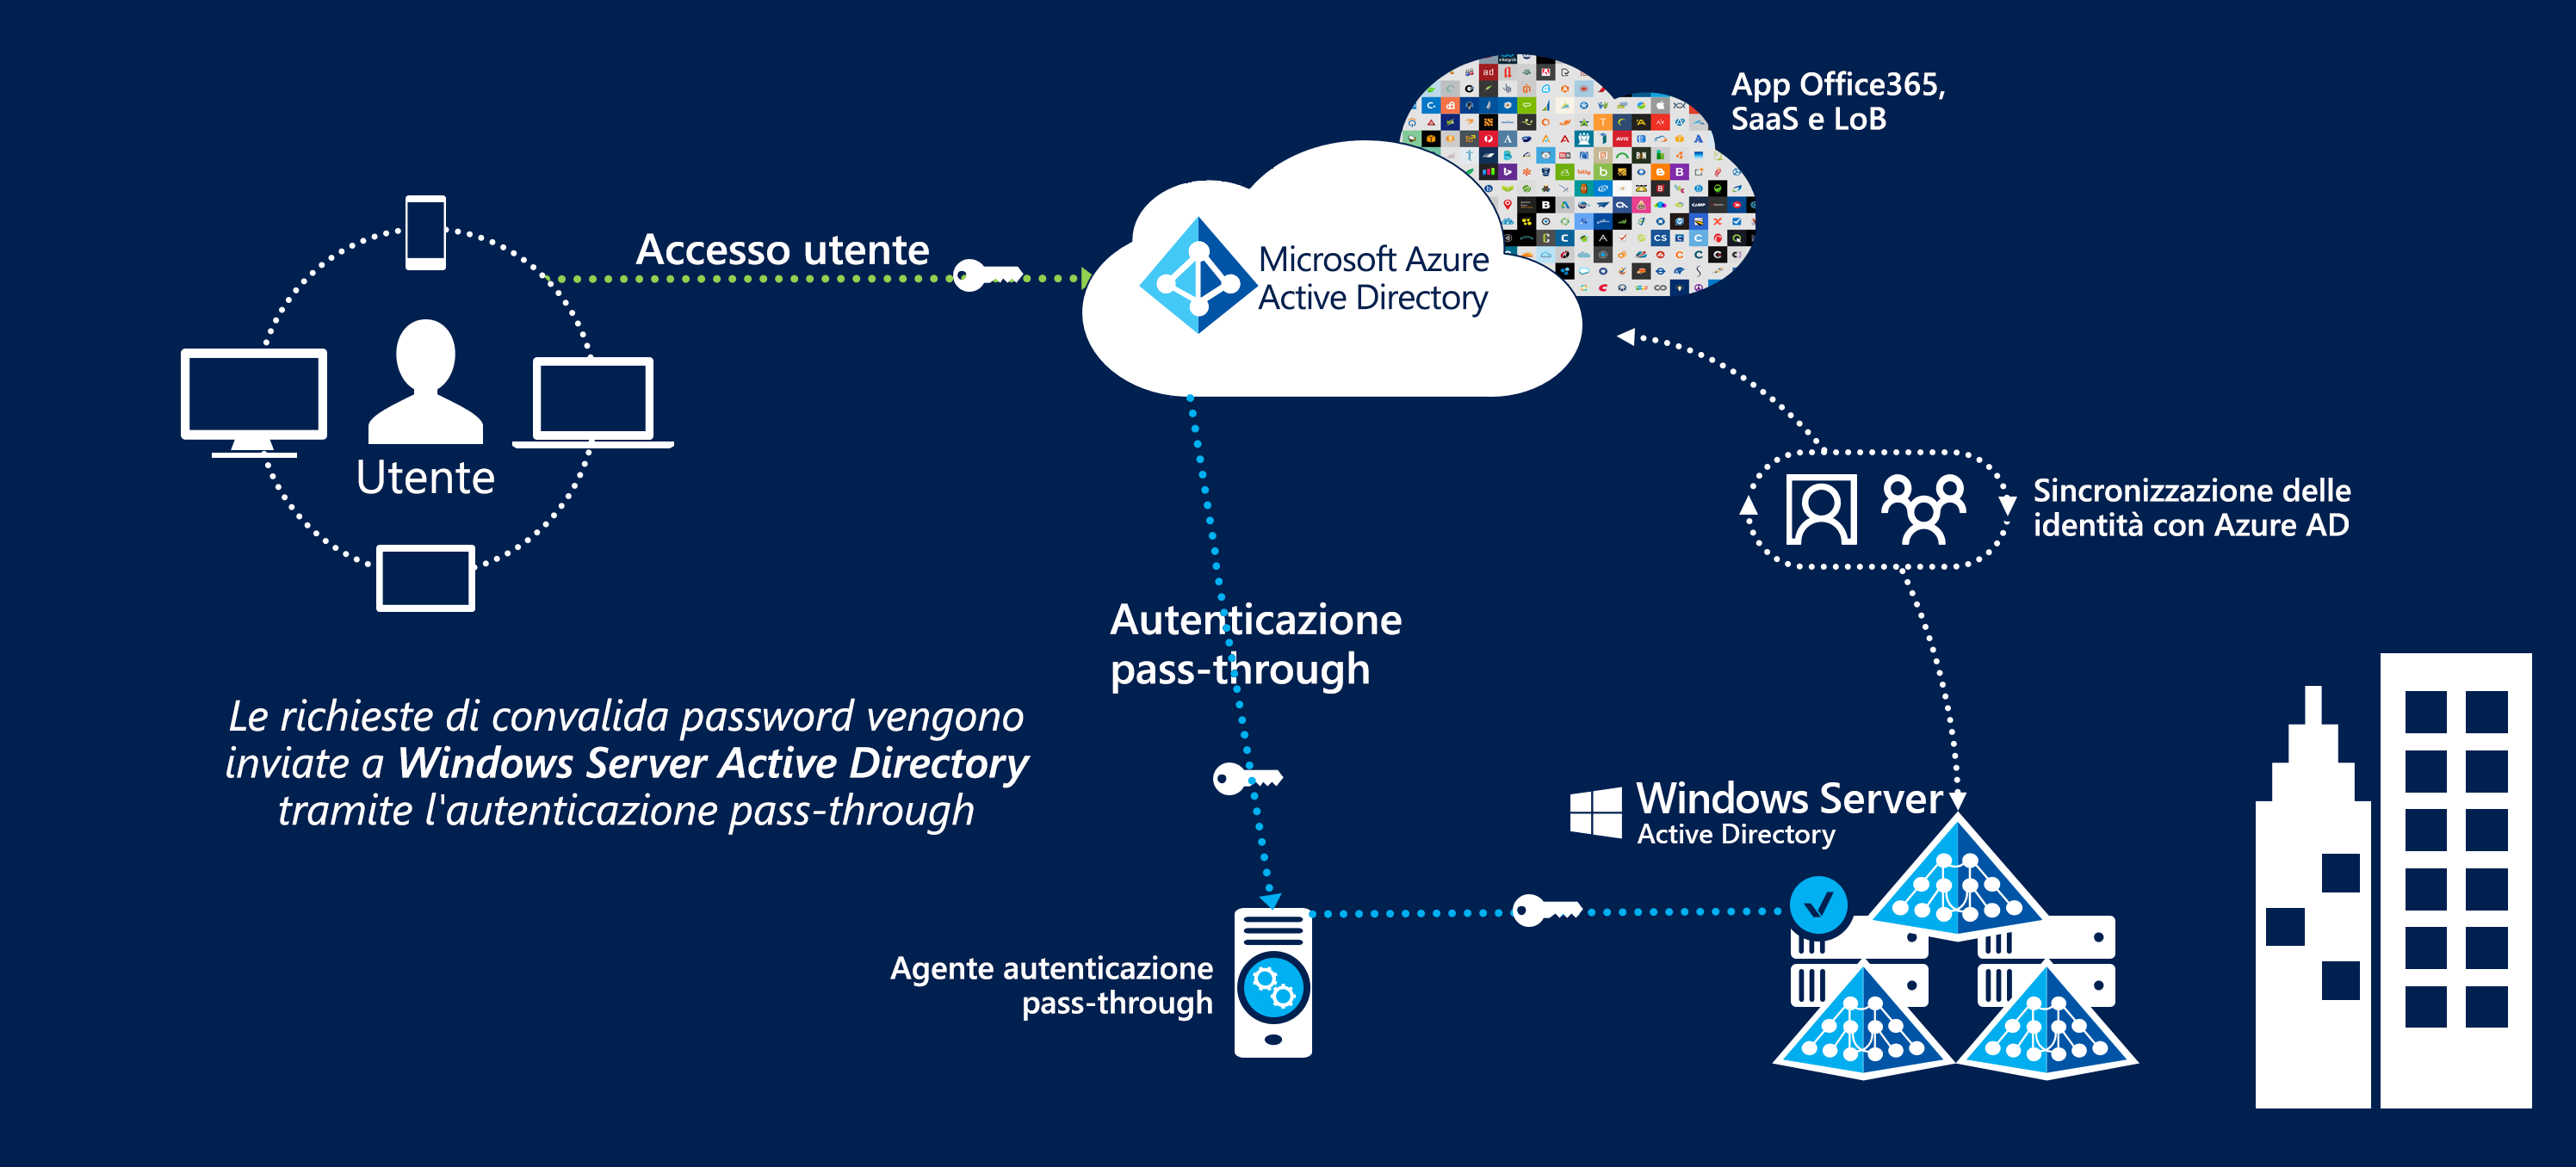 App Office365,
SaaS e LoB
Accesso utente
Microsoft Azure
Active Directory
Utente
Sincronizzazione delle
identità con Azure AD
Autenticazione
pass-through
Le richieste di convalida password vengono
inviate a Windows Server Active Directory
tramite l'autenticazione pass-through
Windows Server
Active Directory
Agente autenticazione
pass-through